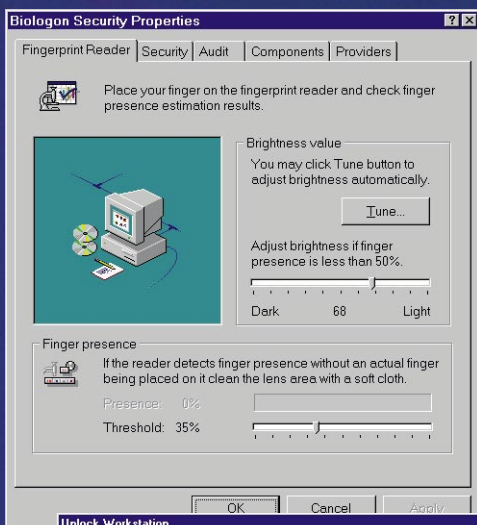 Biologon Security Properties
Fingerprint Reader Security Audit Components Providers
Place your finger on the fingerprint reader and check finger
presence estimation results.
Brightness value
You may click Tune button to
adjust brightness automatically.
Tune...
Adjust brightness if finger
presence is less than 50%.
Dark 68 Light
Finger presence
If the reader detects finger presence without an actual finger
being placed on it clean the lens area with a soft cloth.
Presence: 0%
Threshold: 35%
OK Cancel Apply
Unlock Workstation